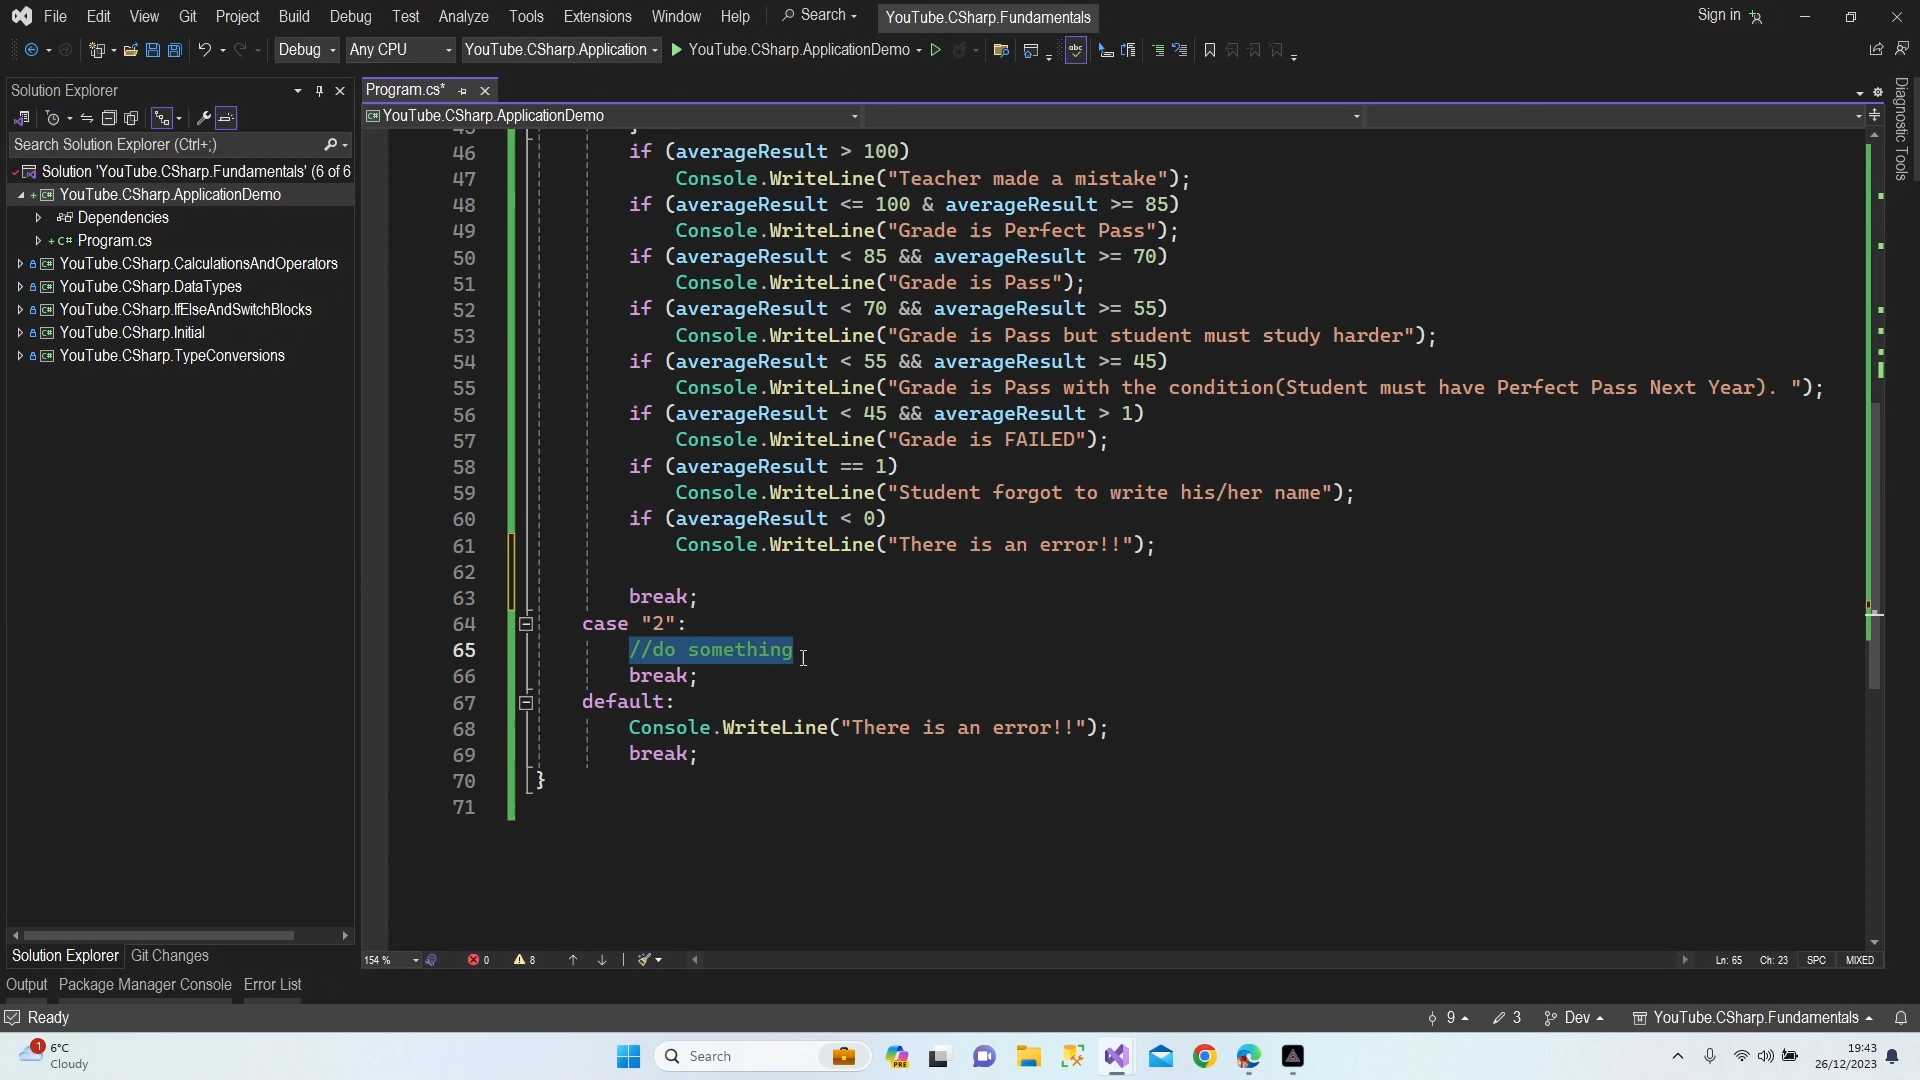 File Edit View Git Project Build Debug Test Analyze Tools Extensions Window Help Search YouTube.CSharp.Fundamentals Sign in
Debug Any CPU YouTube.CSharp.Application YouTube.CSharp.ApplicationDemo
Solution Explorer
Program.cs*
YouTube.CSharp.ApplicationDemo
Search Solution Explorer (Ctrl+;)
Solution 'YouTube.CSharp.Fundamentals' (6 of 6
YouTube.CSharp.ApplicationDemo
Dependencies
Program.cs
YouTube.CSharp.CalculationsAndOperators
YouTube.CSharp.DataTypes
YouTube.CSharp.IfElseAndSwitchBlocks
YouTube.CSharp.Initial
YouTube.CSharp.TypeConversions
46 if (averageResult > 100)
47 Console.WriteLine("Teacher made a mistake");
48 if (averageResult <= 100 & averageResult >= 85)
49 Console.WriteLine("Grade is Perfect Pass");
50 if (averageResult < 85 && averageResult >= 70)
51 Console.WriteLine("Grade is Pass");
52 if (averageResult < 70 && averageResult >= 55)
53 Console.WriteLine("Grade is Pass but student must study harder");
54 if (averageResult < 55 && averageResult >= 45)
55 Console.WriteLine("Grade is Pass with the condition(Student must have Perfect Pass Next Year). ");
56 if (averageResult < 45 && averageResult > 1)
57 Console.WriteLine("Grade is FAILED");
58 if (averageResult == 1)
59 Console.WriteLine("Student forgot to write his/her name");
60 if (averageResult < 0)
61 Console.WriteLine("There is an error!!");
62
63 break;
64 case "2":
65 //do something
66 break;
67 default:
68 Console.WriteLine("There is an error!!");
69 break;
70 }
71
Diagnostic Tools
Solution Explorer Git Changes
154 % 0 8 Ln: 65 Ch: 23 SPC MIXED
Output Package Manager Console Error List
Ready 9 3 Dev YouTube.CSharp.Fundamentals
1 6°C
Cloudy
Search
PRE
19:43
26/12/2023